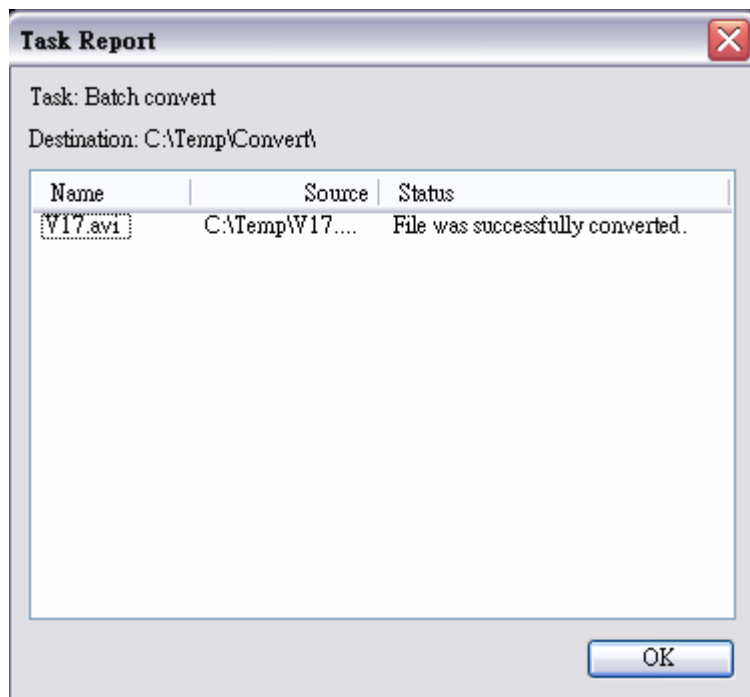 Task Report
Task: Batch convert
Destination: C:\Temp\Convert\
Name Source Status
V17.avi C:\Temp\V17.... File was successfully converted.
OK